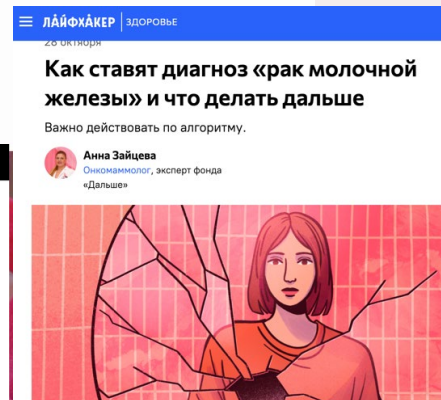 ЛАЙФХАКЕР ЗДОРОВЬЕ
28 октября
Как ставят диагноз «рак молочной
железы» и что делать дальше
Важно действовать по алгоритму.
Анна Зайцева
Онкомаммолог, эксперт фонда
«Дальше»